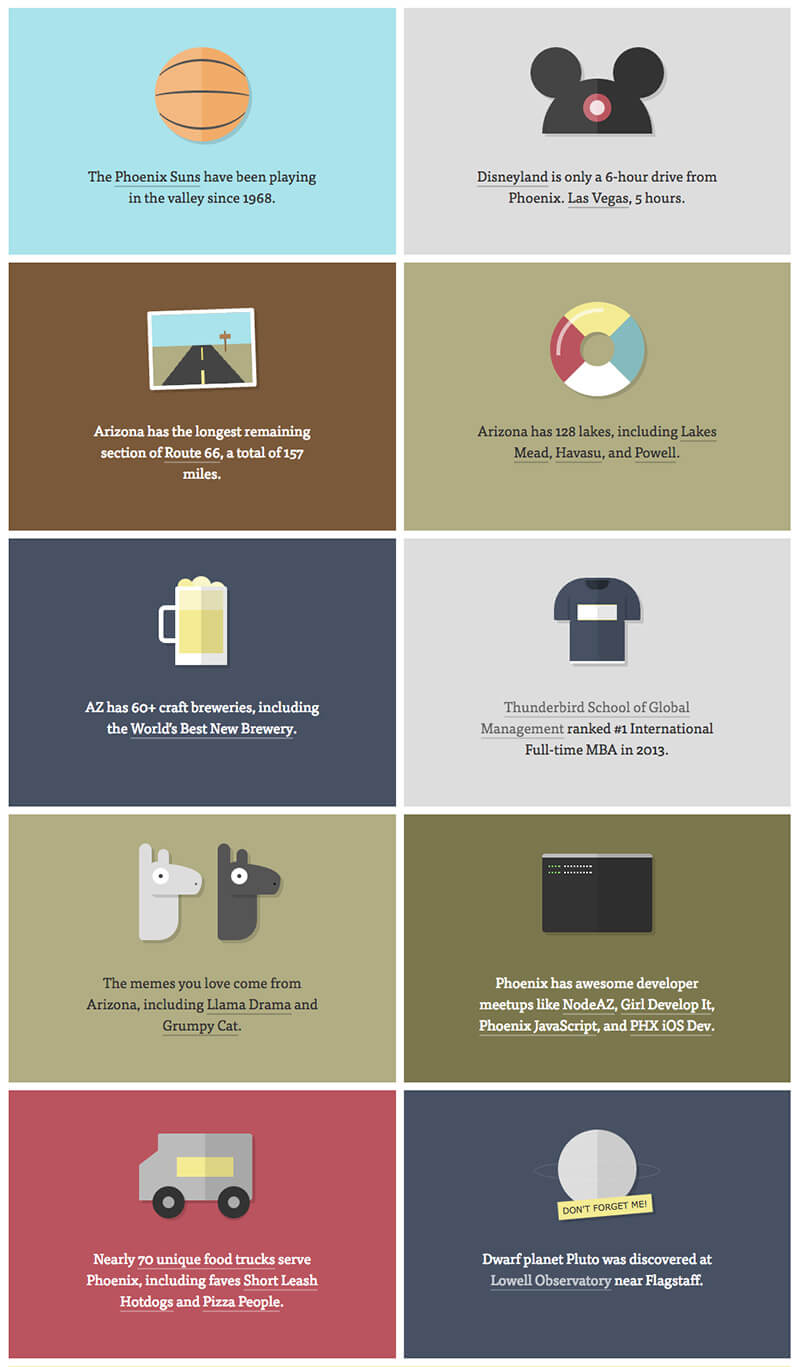 The Phoenix Suns have been playing
in the valley since 1968.
Disneyland is only a 6-hour drive from
Phoenix. Las Vegas, 5 hours.
Arizona has the longest remaining
section of Route 66, a total of 157
miles.
Arizona has 128 lakes, including Lakes
Mead, Havasu, and Powell.
AZ has 60+ craft breweries, including
the World's Best New Brewery.
Thunderbird School of Global
Management ranked #1 International
Full-time MBA in 2013.
The memes you love come from
Arizona, including Llama Drama and
Grumpy Cat.
Phoenix has awesome developer
meetups like NodeAZ, Girl Develop It,
Phoenix JavaScript, and PHX iOS Dev.
Nearly 70 unique food trucks serve
Phoenix, including faves Short Leash
Hotdogs and Pizza People.
DON'T FORGET ME!
Dwarf planet Pluto was discovered at
Lowell Observatory near Flagstaff.